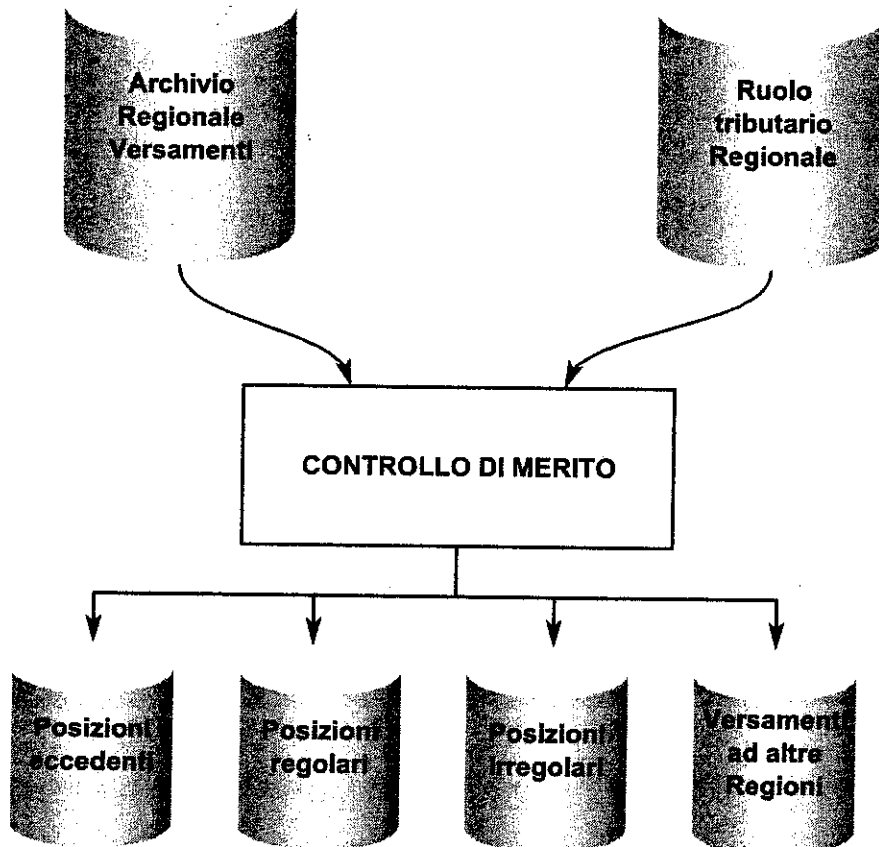 Archivio
Regionale
Versamenti
Ruolo
tributario
Regionale
CONTROLLO DI MERITO
Posizioni
eccedenti
Posizioni
regolari
Posizioni
irregolari
Versamenti
ad altre
Regioni